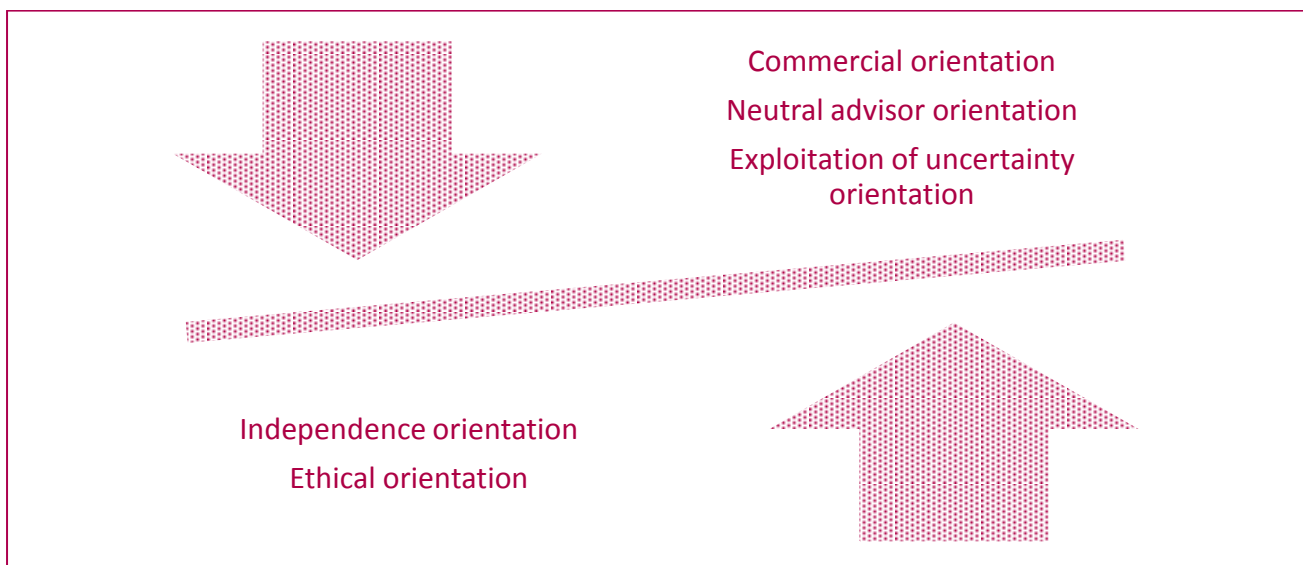 Commercial orientation
Neutral advisor orientation
Exploitation of uncertainty
orientation
Independence orientation
Ethical orientation